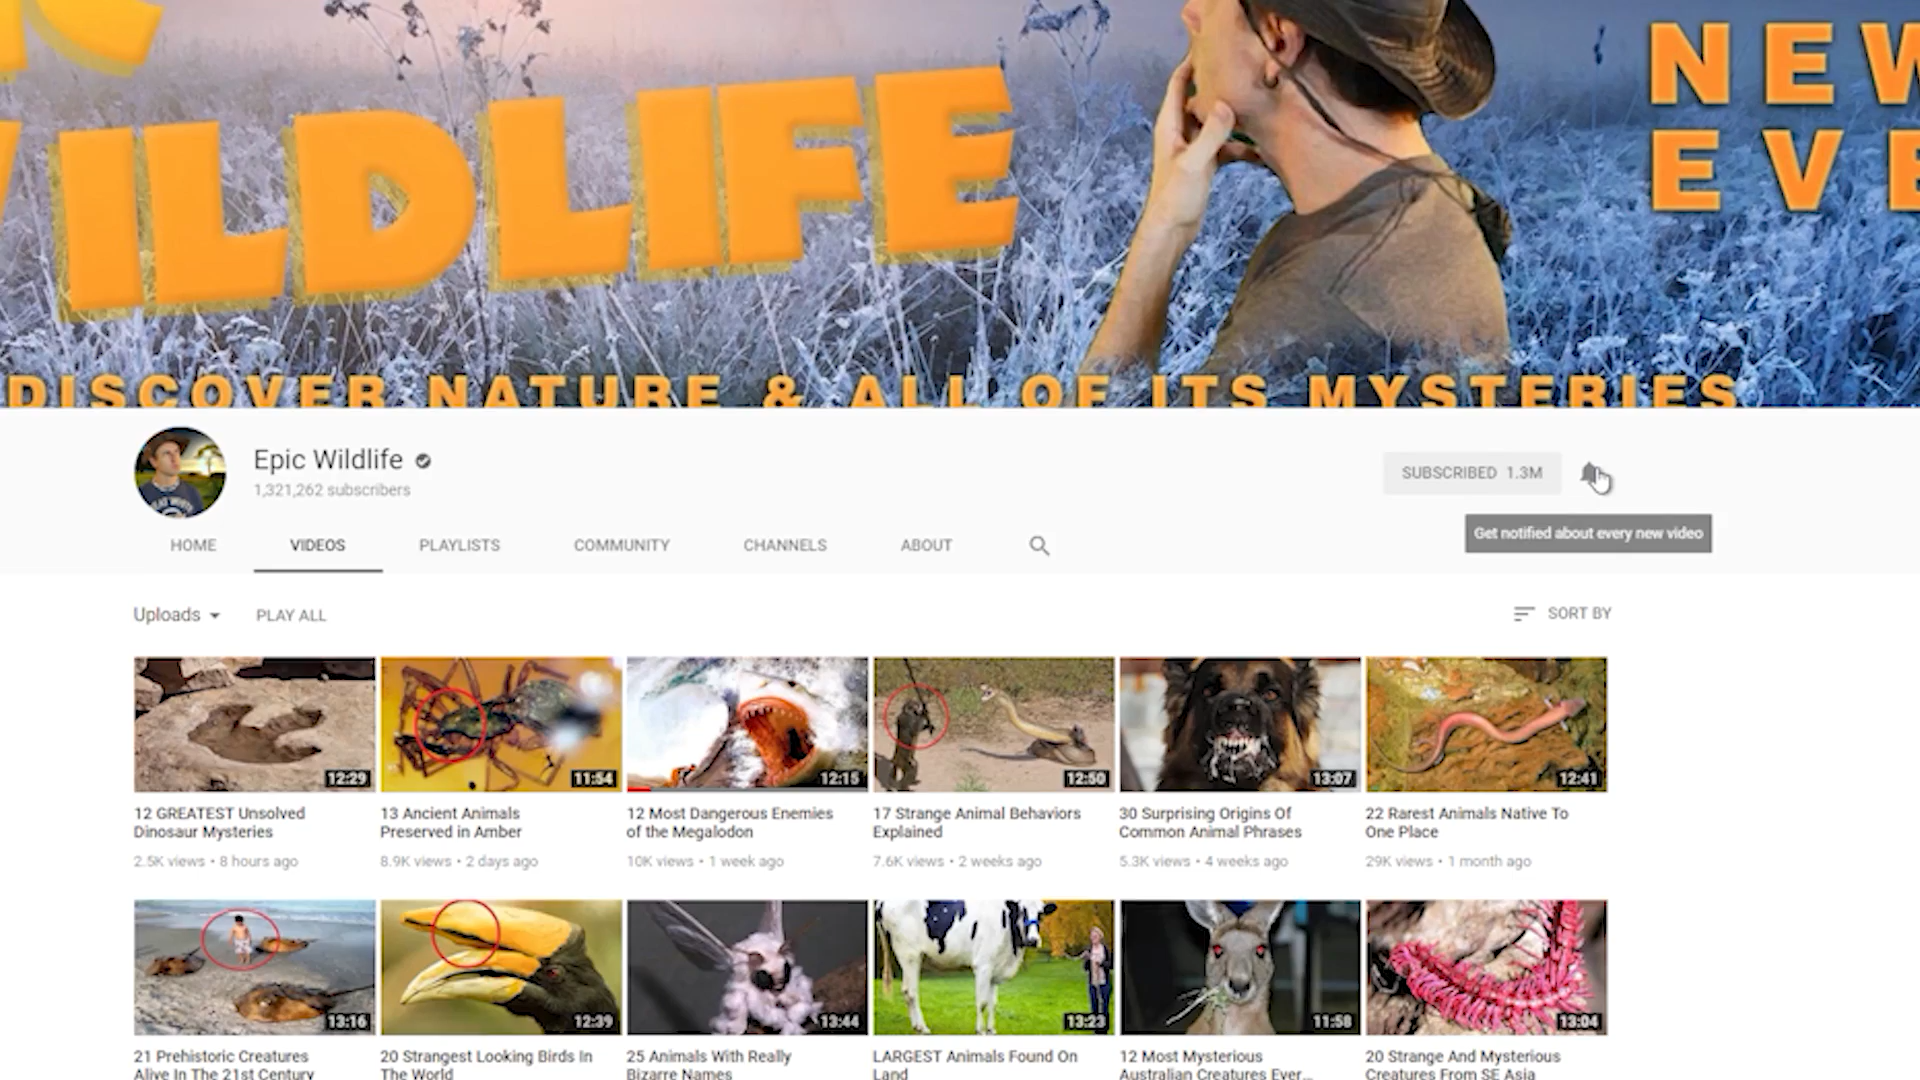 WILDLIFE
NEW
EVE
DISCOVER NATURE & ALL OF ITS MYSTERIES
Epic Wildlife
1,321,262 subscribers
SUBSCRIBED 1.3M
Get notified about every new video
HOME VIDEOS PLAYLISTS COMMUNITY CHANNELS ABOUT
Uploads PLAY ALL SORT BY
12:29 11:54 12:15 12:50 13:07 12:41
12 GREATEST Unsolved
Dinosaur Mysteries
2.5K views • 8 hours ago
13 Ancient Animals
Preserved in Amber
8.9K views • 2 days ago
12 Most Dangerous Enemies
of the Megalodon
10K views • 1 week ago
17 Strange Animal Behaviors
Explained
7.6K views • 2 weeks ago
30 Surprising Origins Of
Common Animal Phrases
5.3K views • 4 weeks ago
22 Rarest Animals Native To
One Place
29K views • 1 month ago
13:16 12:39 13:44 13:23 11:58 13:04
21 Prehistoric Creatures
Alive In The 21st Century
20 Strangest Looking Birds In
The World
25 Animals With Really
Bizarre Names
LARGEST Animals Found On
Land
12 Most Mysterious
Australian Creatures Ever...
20 Strange And Mysterious
Creatures From SE Asia